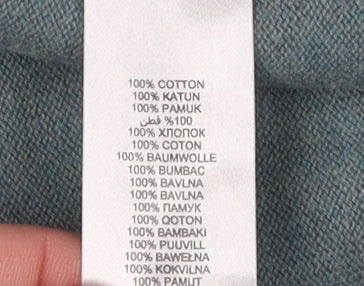 100% COTTON
100% KATUN
100% PAMUK
100% قطن
100% ХЛОПОК
100% COTON
100% BAUMWOLLE
100% BUMBAC
100% BAVLNA
100% BAVLNA
100% ПАМУК
100% QOTON
100% BAMBAKI
100% PUUVILL
100% BAWEŁNA
100% KOKVILNA
100% PAMUT